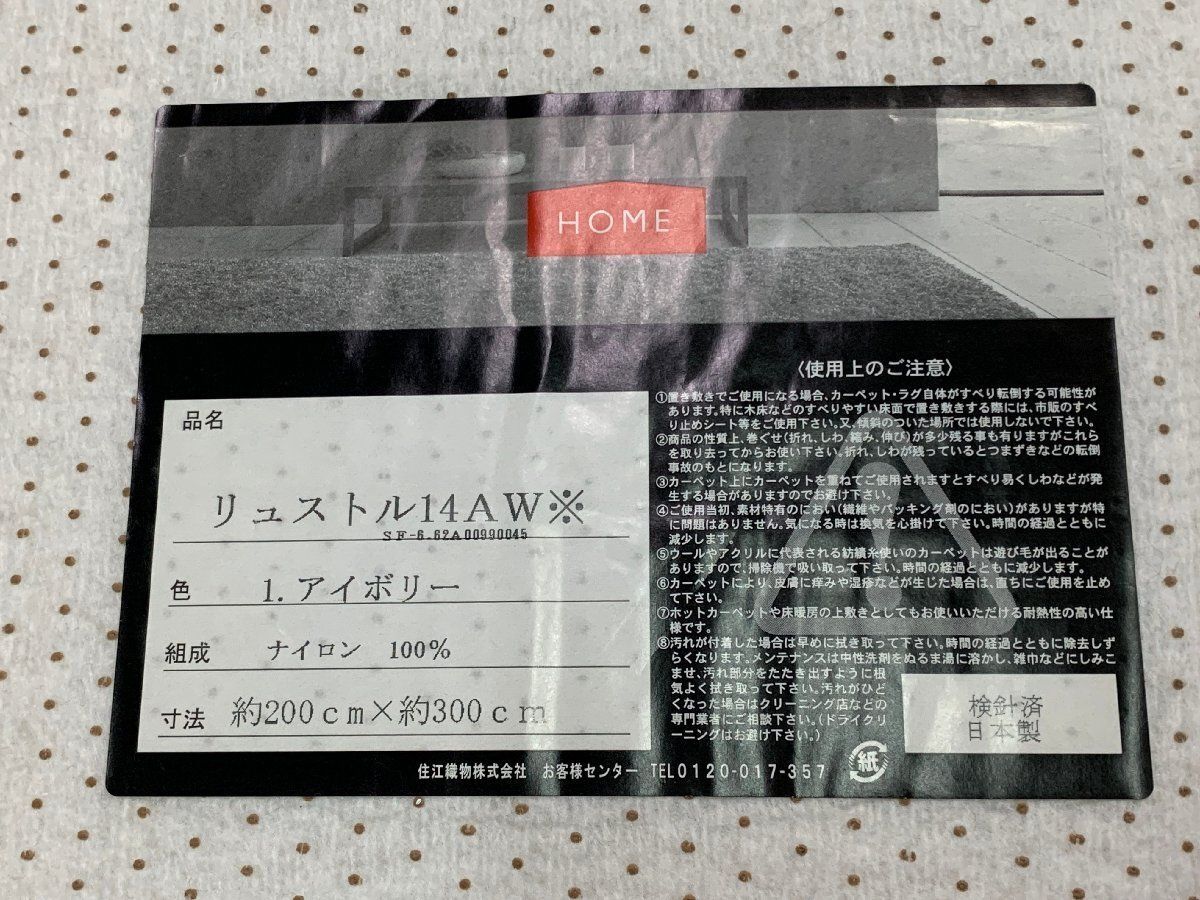 HOME
品名
リュストル14AW※
SF-6.62A00990045
色 1.アイボリー
組成 ナイロン 100%
寸法 約200cm×約300cm
〈使用上のご注意〉
①置き敷きでご使用になる場合、カーペット・ラグ自体がすべり転倒する可能性が
あります。特に木床などのすべりやすい床面で置き敷きする際には、市販のすべ
り止めシート等をご使用下さい。又、傾斜のついた場所では使用しないで下さい。
②商品の性質上、巻ぐせ(折れ、しわ、縮み、伸び)が多少残る事も有りますがこれら
を取り去ってからお使い下さい。折れ、しわが残っているとつまずきなどの転倒
事故のもとになります。
③カーペット上にカーペットを重ねてご使用されますとすべり易くしわなどが発
生する場合がありますのでお避け下さい。
④ご使用当初、素材特有のにおい(繊維やパッキング剤のにおい)がありますが特
に問題はありません。気になる時は換気を心掛けて下さい。時間の経過とともに
減少します。
⑤ウールやアクリルに代表される紡績糸使いのカーペットは遊び毛が出ることが
ありますので、掃除機で吸い取って下さい。時間の経過とともに減少します。
⑥カーペットにより、皮膚に痒みや湿疹などが生じた場合は、直ちにご使用を止め
て下さい。
⑦ホットカーペットや床暖房の上敷きとしてもお使いいただける耐熱性の高い仕
様です。
⑧汚れが付着した場合は早めに拭き取って下さい。時間の経過とともに除去しず
らくなります。メンテナンスは中性洗剤をぬるま湯に溶かし、雑巾などにしみこ
ませ、汚れ部分をたたき出すように根
気よく拭き取って下さい。汚れがひど
くなった場合はクリーニング店などの
専門業者にご相談下さい。(ドライクリ
ーニングはお避け下さい。)
検針済
日本製
住江織物株式会社 お客様センター TEL0120-017-357
紙